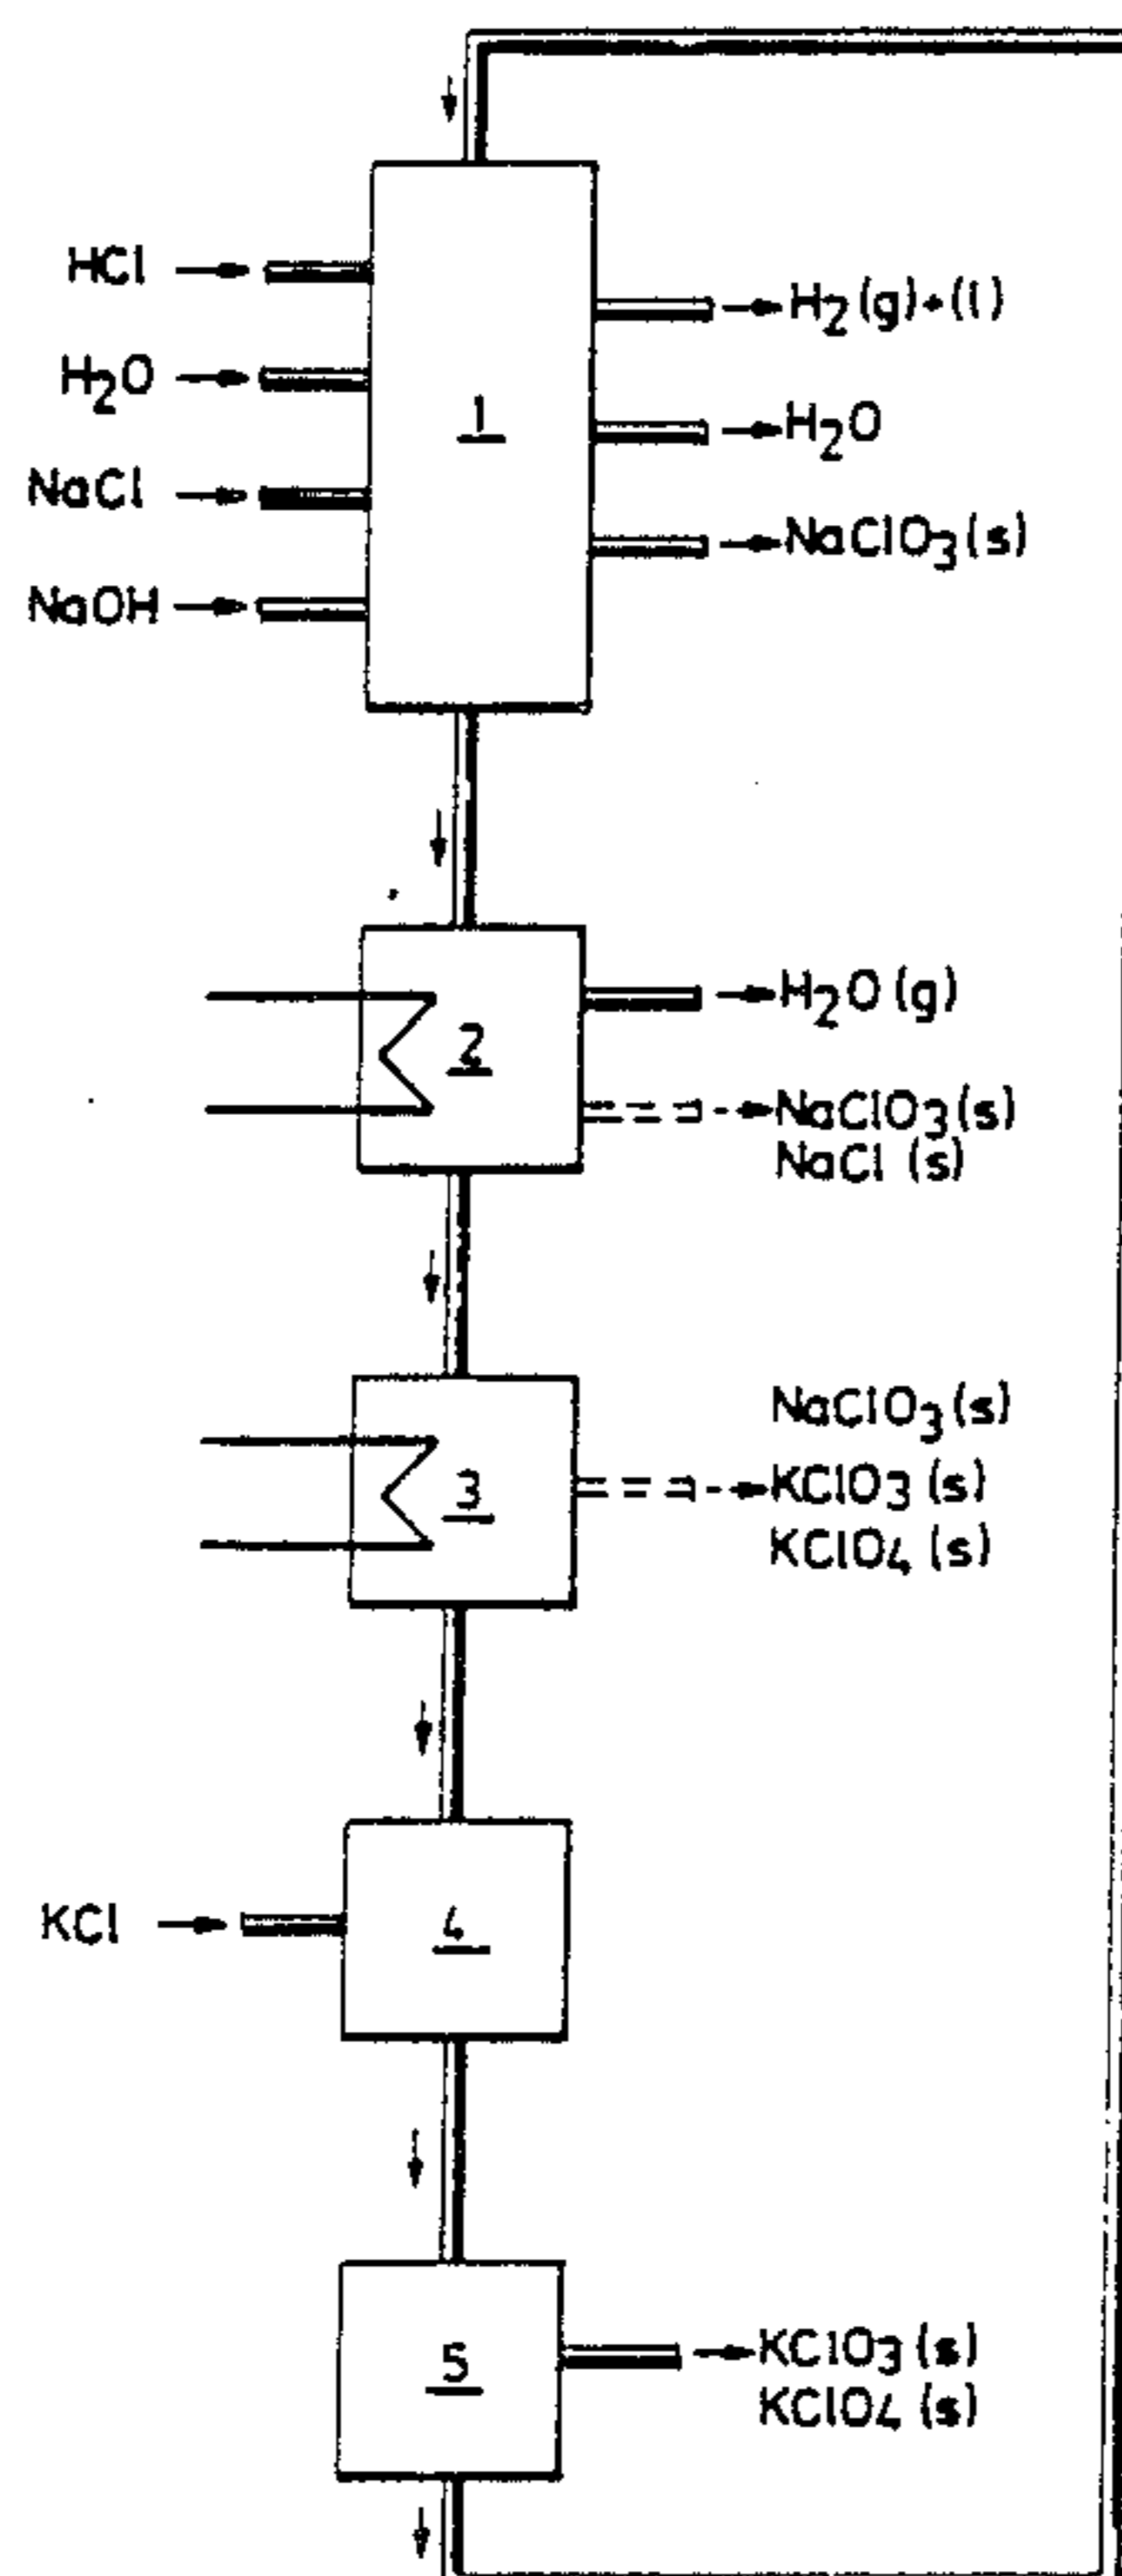 HCl
H2(g)+(l)
H2O
1
H2O
NaCl
NaClO3(s)
NaOH
H2O(g)
2
NaClO3(s)
NaCl (s)
NaClO3(s)
3
KClO3(s)
KClO4(s)
KCl
4
5
KClO3(s)
KClO4(s)